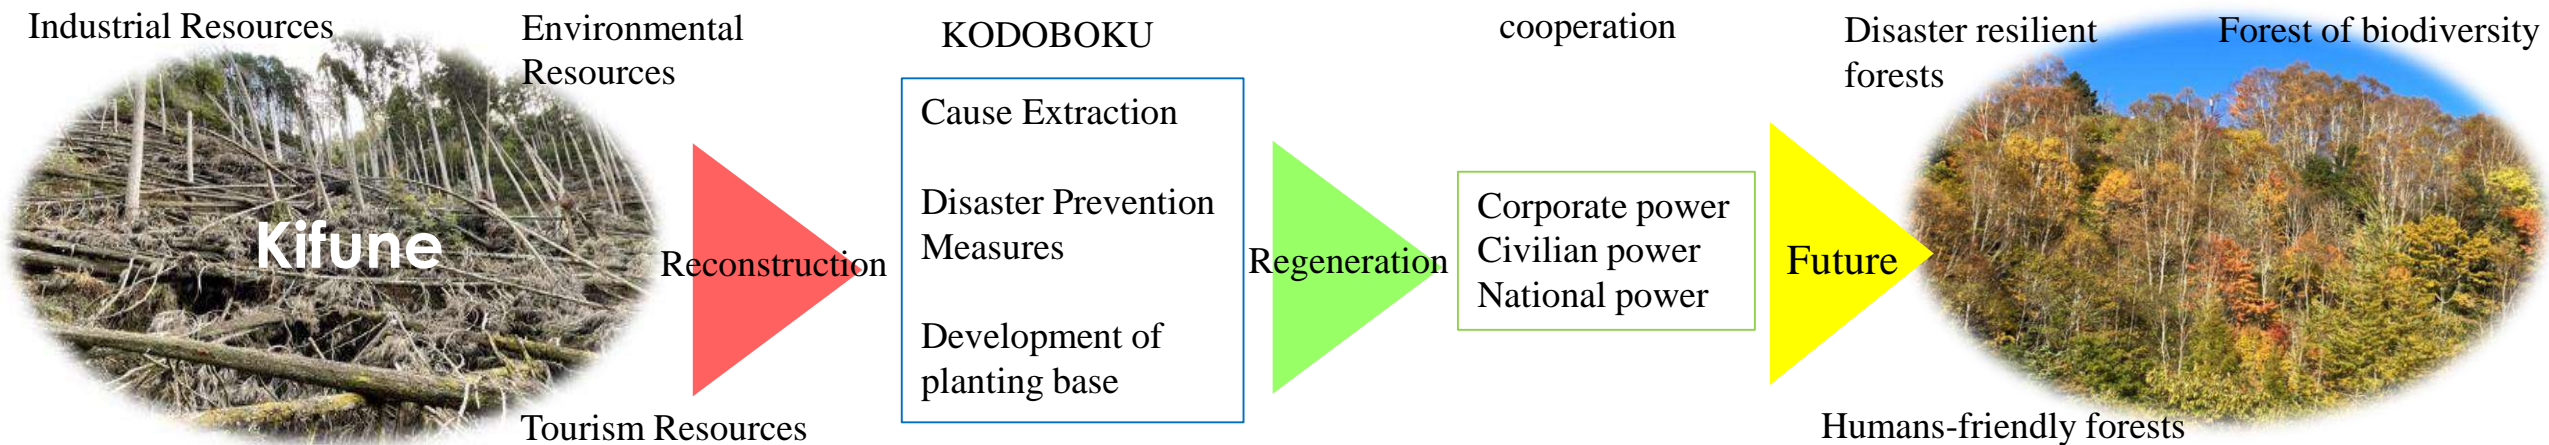 Industrial Resources
Environmental
Resources
Kifune
Tourism Resources
Reconstruction
KODOBOKU
Cause Extraction
Disaster Prevention
Measures
Development of
planting base
Regeneration
cooperation
Corporate power
Civilian power
National power
Future
Disaster resilient
forests
Forest of biodiversity
Humans-friendly forests